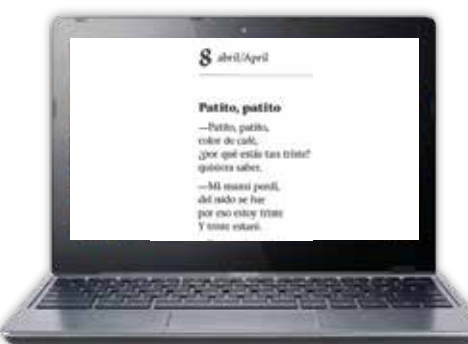 8 abril/April
Patito, patito
—Patito, patito,
color de café,
¿por qué estás tan triste?
quisiera saber.
—Mi mami perdí,
del nido se fue
por eso estoy triste
Y triste estaré.